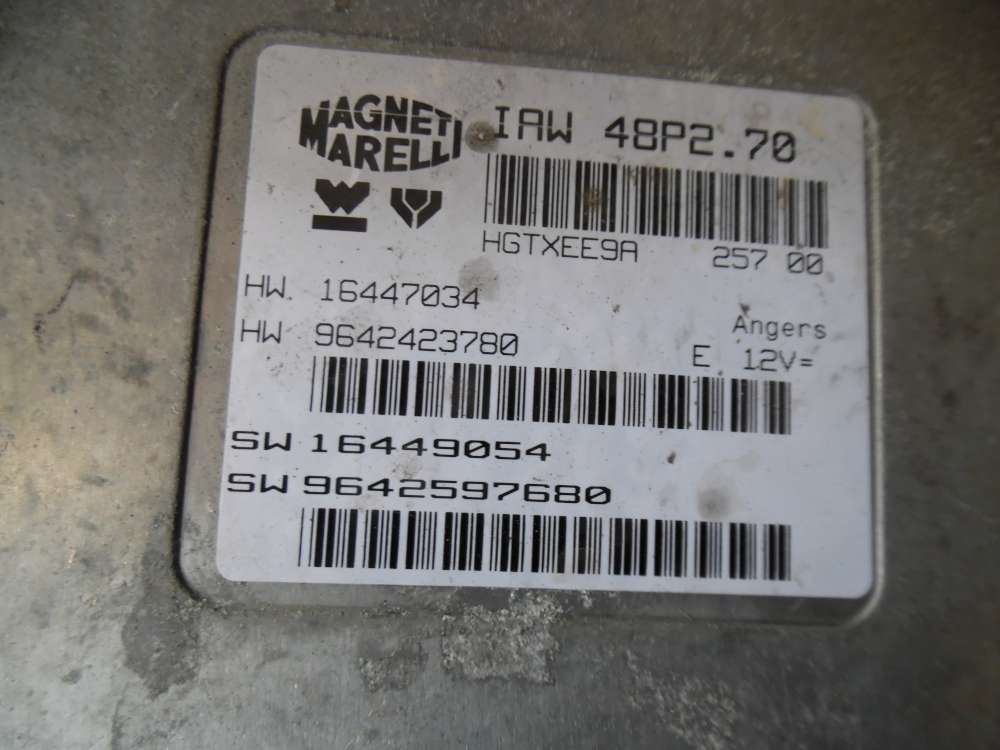 MAGNETI
MARELLI
IAW 48P2.70
HGTXEE9A 257 00
HW. 16447034
Angers
HW 9642423780
E 12V=
SW 16449054
SW 9642597680